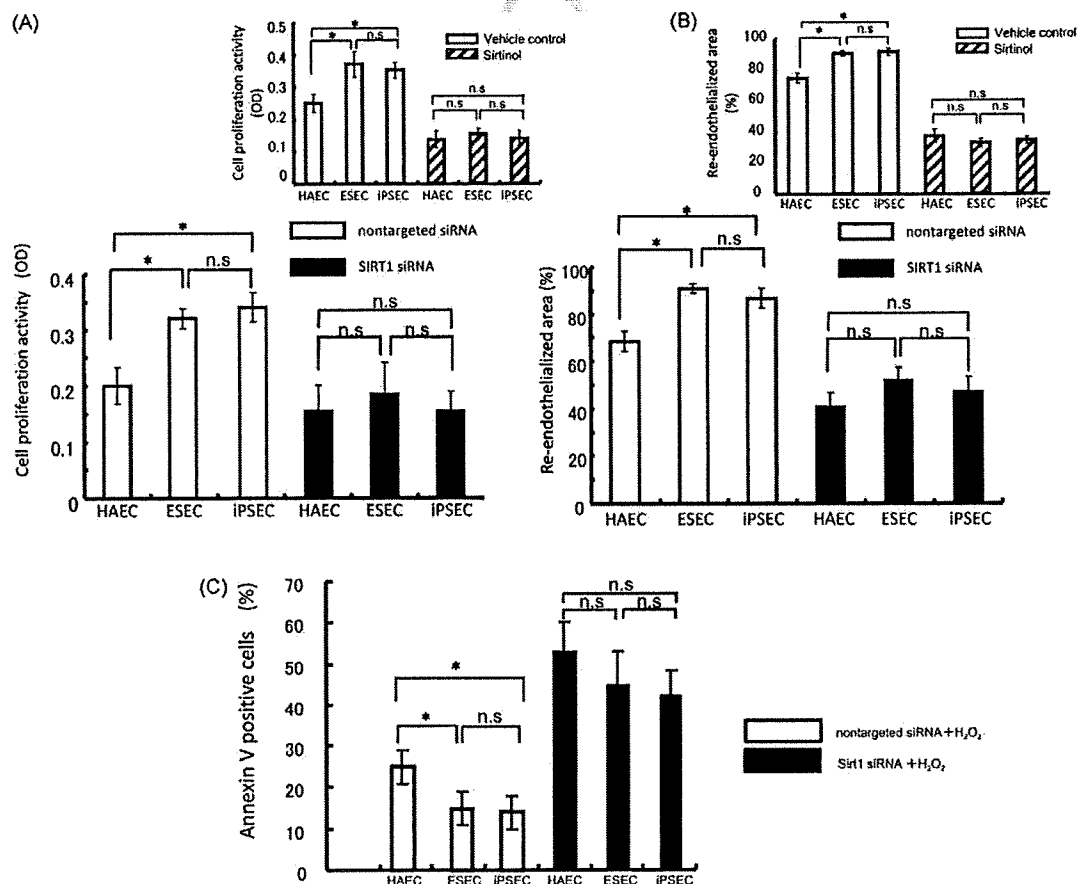 (A)
*
*
n.s
Vehicle control
Sirtinol
n.s
n.s
n.s
Cell proliferation activity
(OD)
0.5
0.4
0.3
0.2
0.1
0
HAEC ESEC iPSEC HAEC ESEC iPSEC
(B)
*
*
n.s
Vehicle control
Sirtinol
n.s
n.s
n.s
Re-endothelialized area
(%)
100
80
60
40
20
0
HAEC ESEC iPSEC HAEC ESEC iPSEC
*
*
n.s
nontargeted siRNA
SIRT1 siRNA
n.s
n.s
n.s
Cell proliferation activity (OD)
0.4
0.3
0.2
0.1
0
HAEC ESEC iPSEC HAEC ESEC iPSEC
*
*
n.s
nontargeted siRNA
SIRT1 siRNA
n.s
n.s
n.s
Re-endothelialized area (%)
100
80
60
40
20
0
HAEC ESEC iPSEC HAEC ESEC iPSEC
(C)
*
*
n.s
n.s
n.s
n.s
Annexin V positive cells (%)
70
60
50
40
30
20
10
0
HAEC ESEC iPSEC HAEC ESEC iPSEC
nontargeted siRNA+H₂O₂
Sirt1 siRNA +H₂O₂